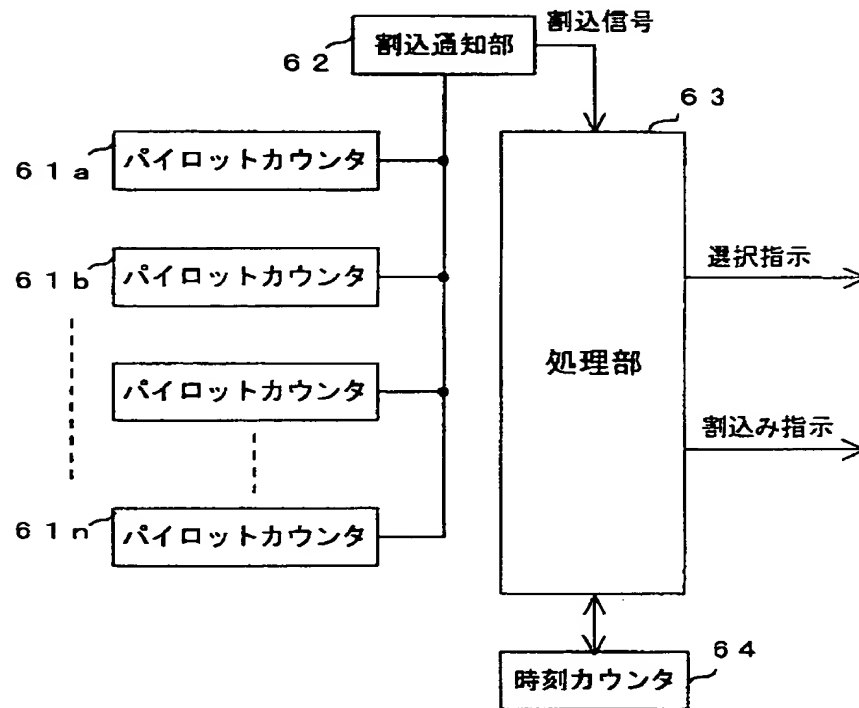 割込信号
６２
割込通知部
６３
６１ａ
パイロットカウンタ
６１ｂ
パイロットカウンタ
選択指示
処理部
パイロットカウンタ
割込み指示
６１ｎ
パイロットカウンタ
６４
時刻カウンタ